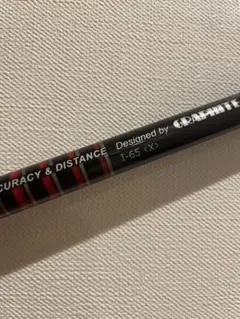 CURACY & DISTANCE
Designed by GRAPHITE
I-65 <X>